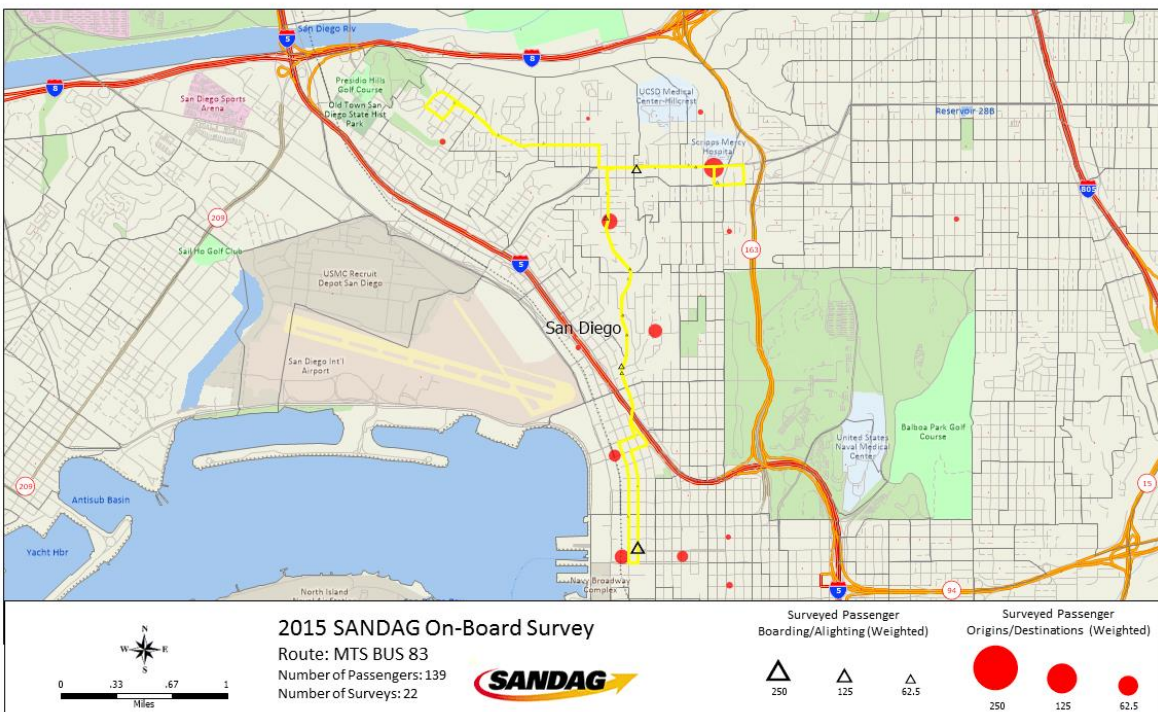 San Diego Riv
5
8
8
Presidio Hills
Golf Course
San Diego Sports
Arena
Old Town San
Diego State Hist
Park
UCSD Medical
Center-Hillcrest
Reservoir 28B
Scripps Mercy
Hospital
805
209
Sail Ho Golf Club
163
5
USMC Recruit
Depot San Diego
San Diego
San Diego Int'l
Airport
United States
Naval Medical
Center
Balboa Park Golf
Course
209
15
Antisub Basin
Yacht Hbr
Navy Broadway
Complex
North Island
5
94
N
W
E
S
0 .33 .67 1
Miles
2015 SANDAG On-Board Survey
Route: MTS BUS 83
Number of Passengers: 139
Number of Surveys: 22
SANDAG
Surveyed Passenger
Boarding/Alighting (Weighted)
250 125 62.5
Surveyed Passenger
Origins/Destinations (Weighted)
250 125 62.5